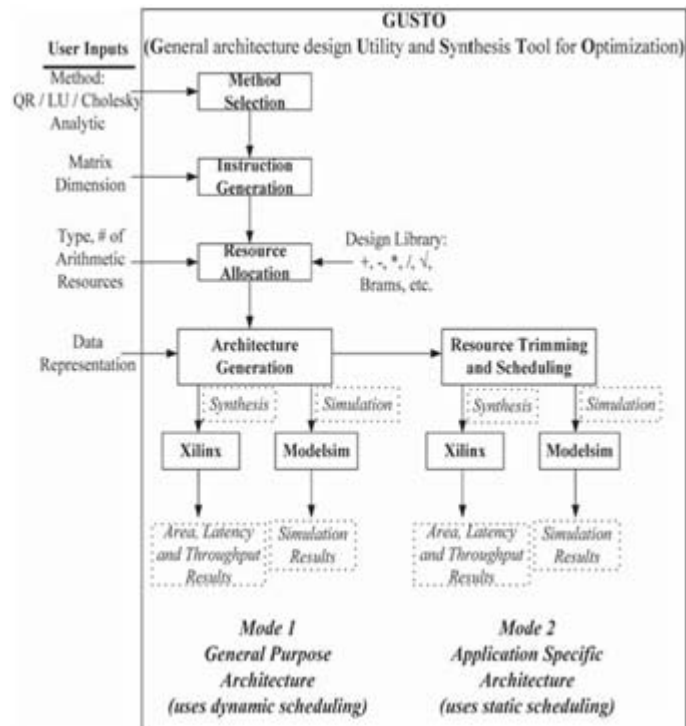 GUSTO
(General architecture design Utility and Synthesis Tool for Optimization)
User Inputs
Method:
QR / LU / Cholesky
Analytic
Method
Selection
Matrix
Dimension
Instruction
Generation
Type, # of
Arithmetic
Resources
Resource
Allocation
Design Library:
+, -, *, /, √,
Brams, etc.
Data
Representation
Architecture
Generation
Resource Trimming
and Scheduling
Synthesis
Simulation
Synthesis
Simulation
Xilinx
Modelsim
Xilinx
Modelsim
Area, Latency
and Throughput
Results
Simulation
Results
Area, Latency
and Throughput
Results
Simulation
Results
Mode 1
General Purpose
Architecture
(uses dynamic scheduling)
Mode 2
Application Specific
Architecture
(uses static scheduling)